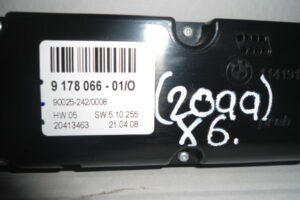 9 178 066 - 01/O
90025-242/0008
HW:05 SW:5.10.255
20413463 21.04.08
(2099)
X6.